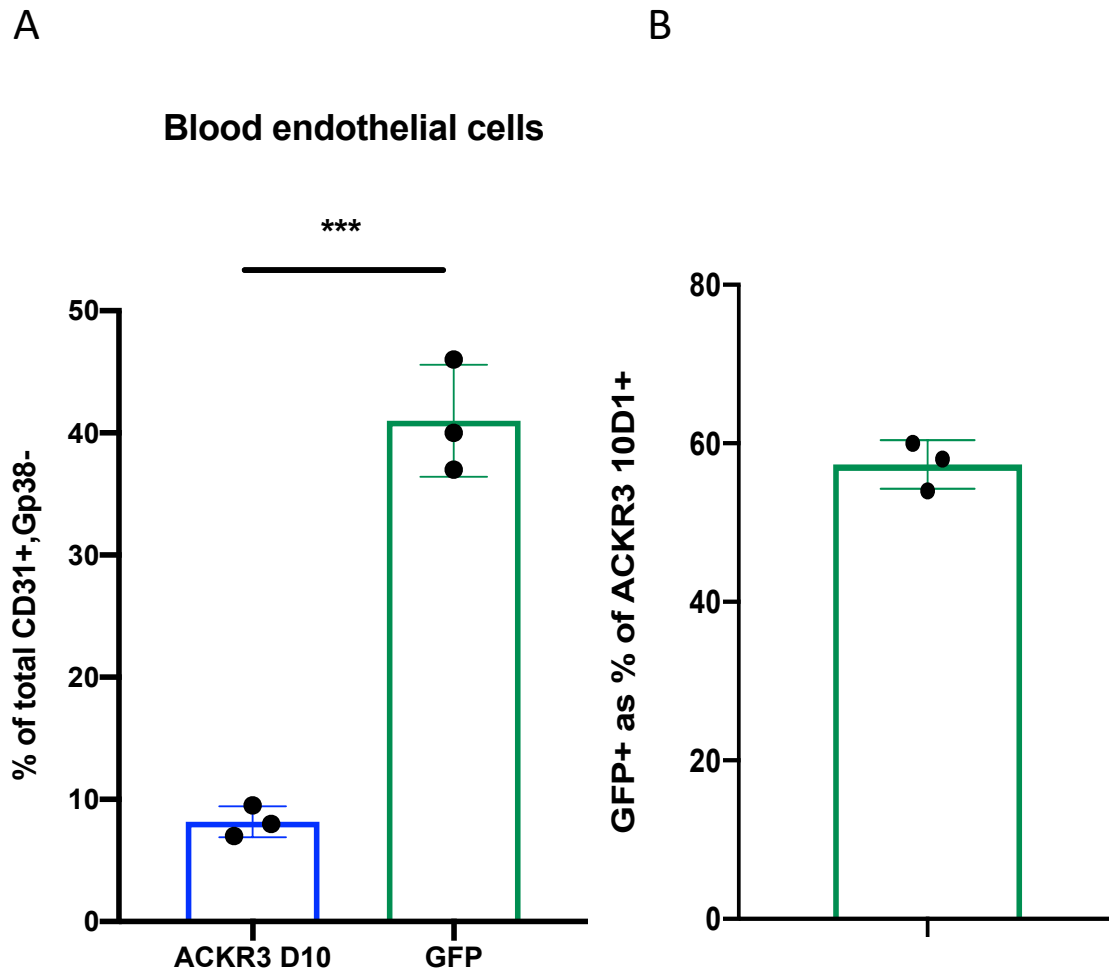 A
B
Blood endothelial cells
***
% of total CD31+,Gp38-
50
40
30
20
10
0
ACKR3 D10
GFP
GFP+ as % of ACKR3 10D1+
80
60
40
20
0